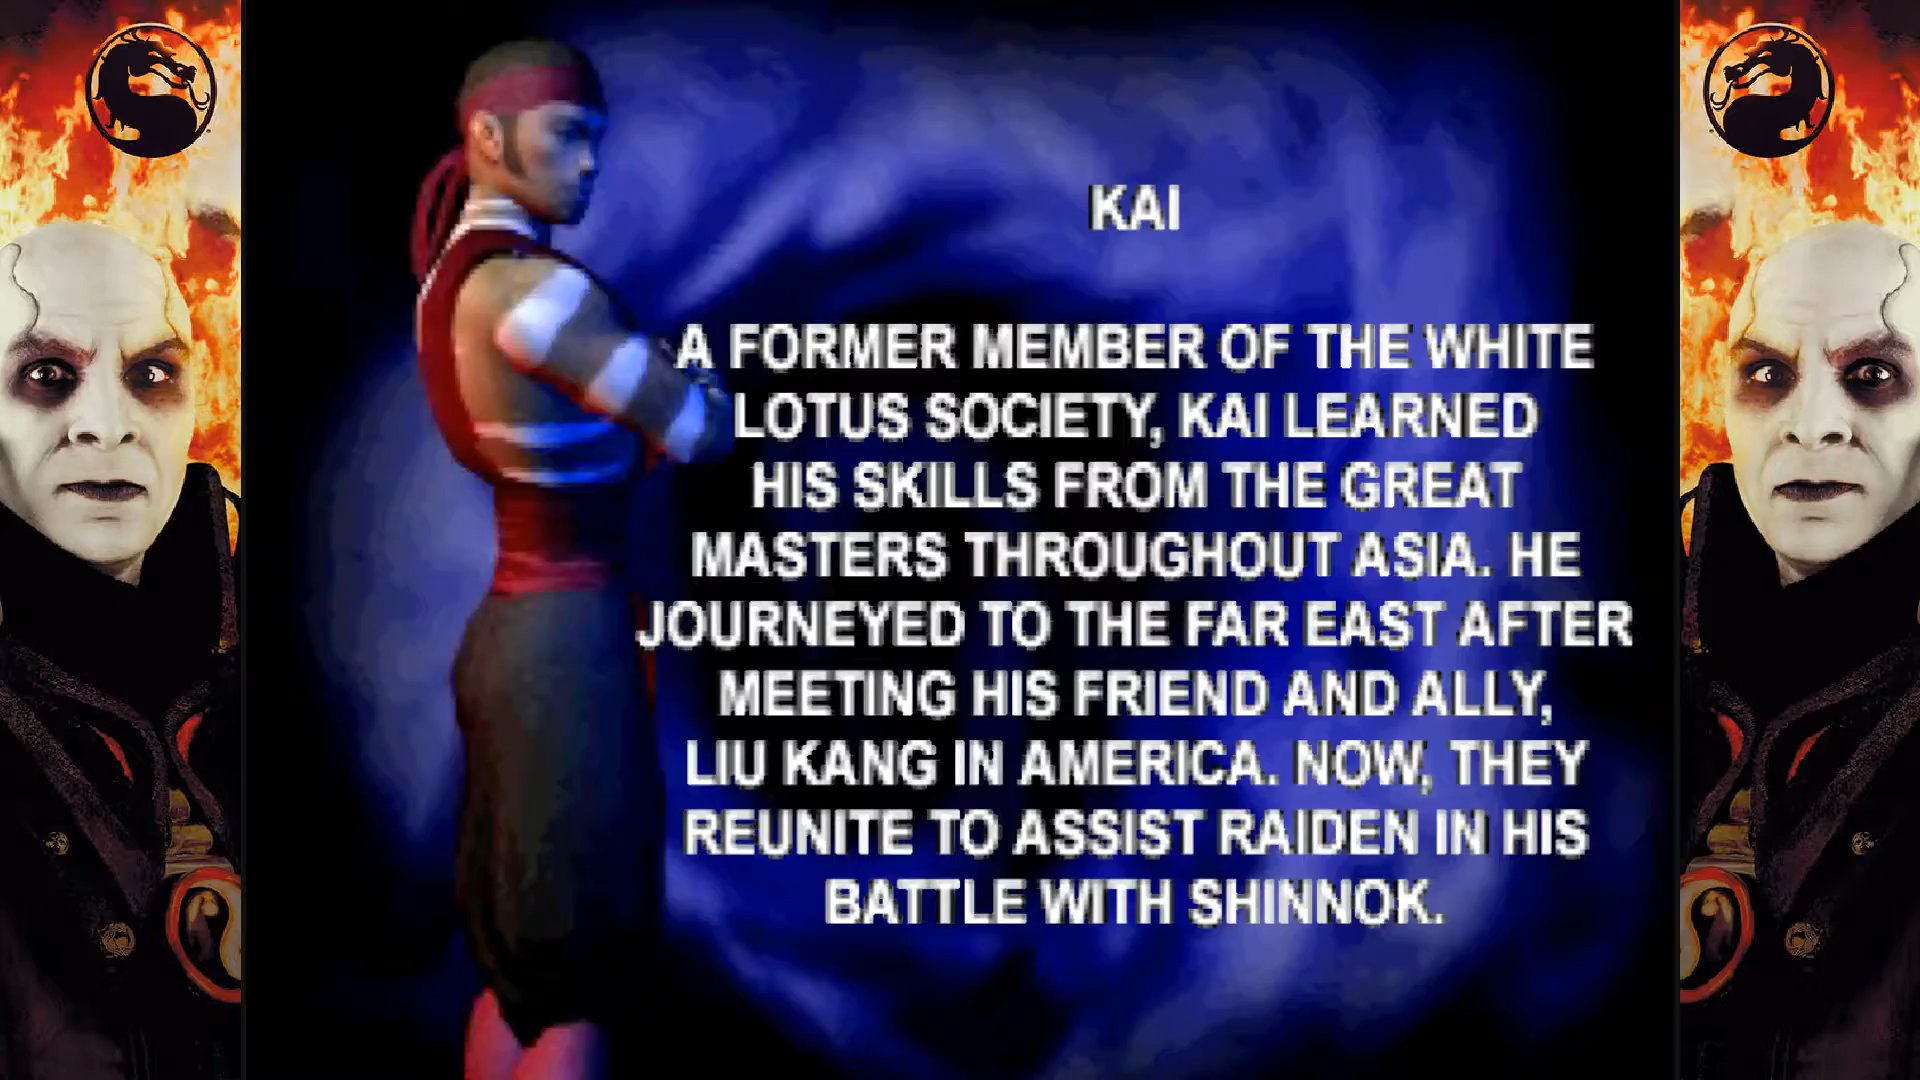 KAI
A FORMER MEMBER OF THE WHITE
LOTUS SOCIETY, KAI LEARNED
HIS SKILLS FROM THE GREAT
MASTERS THROUGHOUT ASIA. HE
JOURNEYED TO THE FAR EAST AFTER
MEETING HIS FRIEND AND ALLY,
LIU KANG IN AMERICA. NOW, THEY
REUNITE TO ASSIST RAIDEN IN HIS
BATTLE WITH SHINNOK.